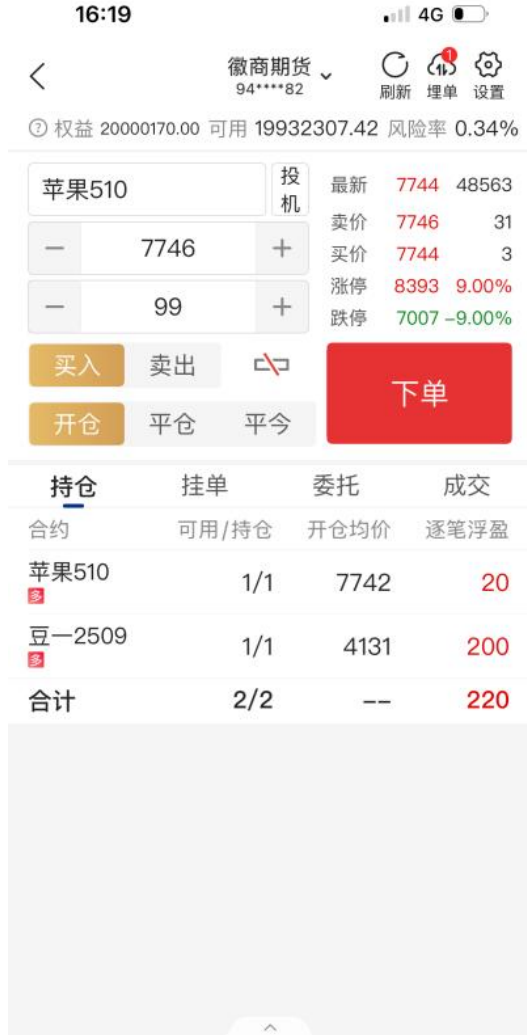 16:19 4G
徽商期货
94****82
刷新 埋单 1 设置
? 权益 20000170.00 可用 19932307.42 风险率 0.34%
苹果510 投机
最新 7744 48563
卖价 7746 31
— 7746 +
买价 7744 3
涨停 8393 9.00%
— 99 +
跌停 7007 -9.00%
买入 卖出
下单
开仓 平仓 平今
持仓 挂单 委托 成交
合约 可用/持仓 开仓均价 逐笔浮盈
苹果510 1/1 7742 20
多
豆一2509 1/1 4131 200
多
合计 2/2 -- 220